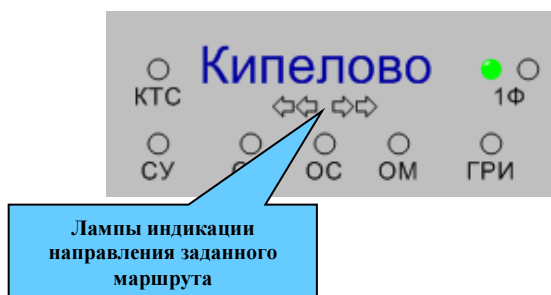 Кипелово
КТС
1Ф
СУ ОС ОМ ГРИ
Лампы индикации
направления заданного
маршрута